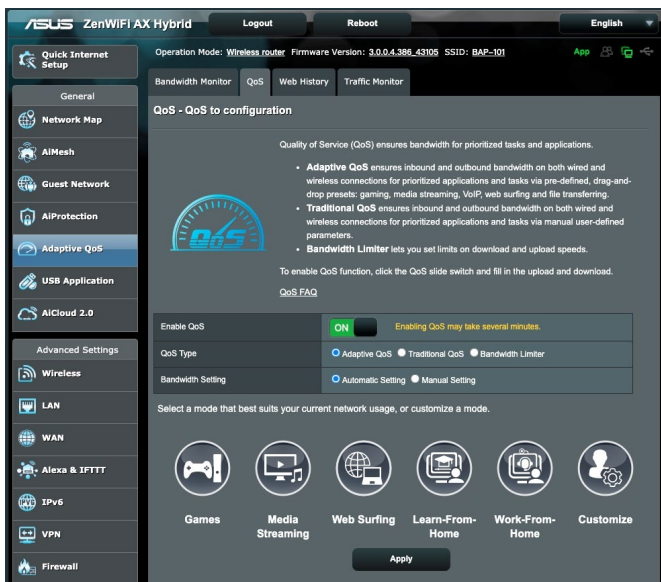 ASUS ZenWiFi AX Hybrid Logout Reboot English
Quick Internet
Setup
General
Network Map
AiMesh
Guest Network
AiProtection
Adaptive QoS
USB Application
AiCloud 2.0
Advanced Settings
Wireless
LAN
WAN
Alexa & IFTTT
IPv6
VPN
Firewall
Operation Mode: Wireless router Firmware Version: 3.0.0.4.386_43105 SSID: BAP-101 App
Bandwidth Monitor QoS Web History Traffic Monitor
QoS - QoS to configuration
QoS
Quality of Service (QoS) ensures bandwidth for prioritized tasks and applications.
• Adaptive QoS ensures inbound and outbound bandwidth on both wired and
wireless connections for prioritized applications and tasks via pre-defined, drag-and-
drop presets: gaming, media streaming, VoIP, web surfing and file transferring.
• Traditional QoS ensures inbound and outbound bandwidth on both wired and
wireless connections for prioritized applications and tasks via manual user-defined
parameters.
• Bandwidth Limiter lets you set limits on download and upload speeds.
To enable QoS function, click the QoS slide switch and fill in the upload and download.
QoS FAQ
Enable QoS ON Enabling QoS may take several minutes.
QoS Type Adaptive QoS Traditional QoS Bandwidth Limiter
Bandwidth Setting Automatic Setting Manual Setting
Select a mode that best suits your current network usage, or customize a mode.
Games
Media
Streaming
Web Surfing
Learn-From-
Home
Work-From-
Home
Customize
Apply